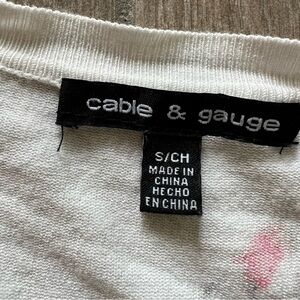 cable & gauge
S/CH
MADE IN
CHINA
HECHO
EN CHINA